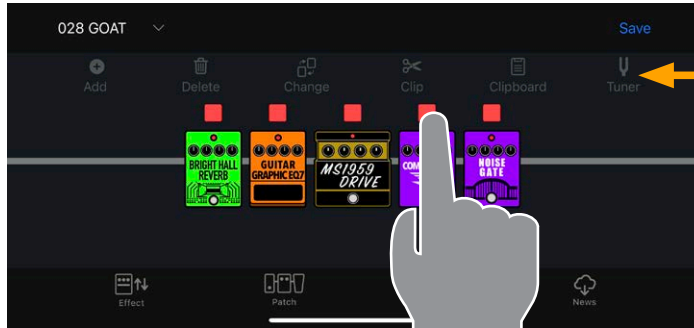 028 GOAT
Save
Add
Delete
Change
Clip
Clipboard
Tuner
BRIGHT HALL
REVERB
GUITAR
GRAPHIC EQ7
MS1959
DRIVE
NOISE
GATE
Effect
Patch
News